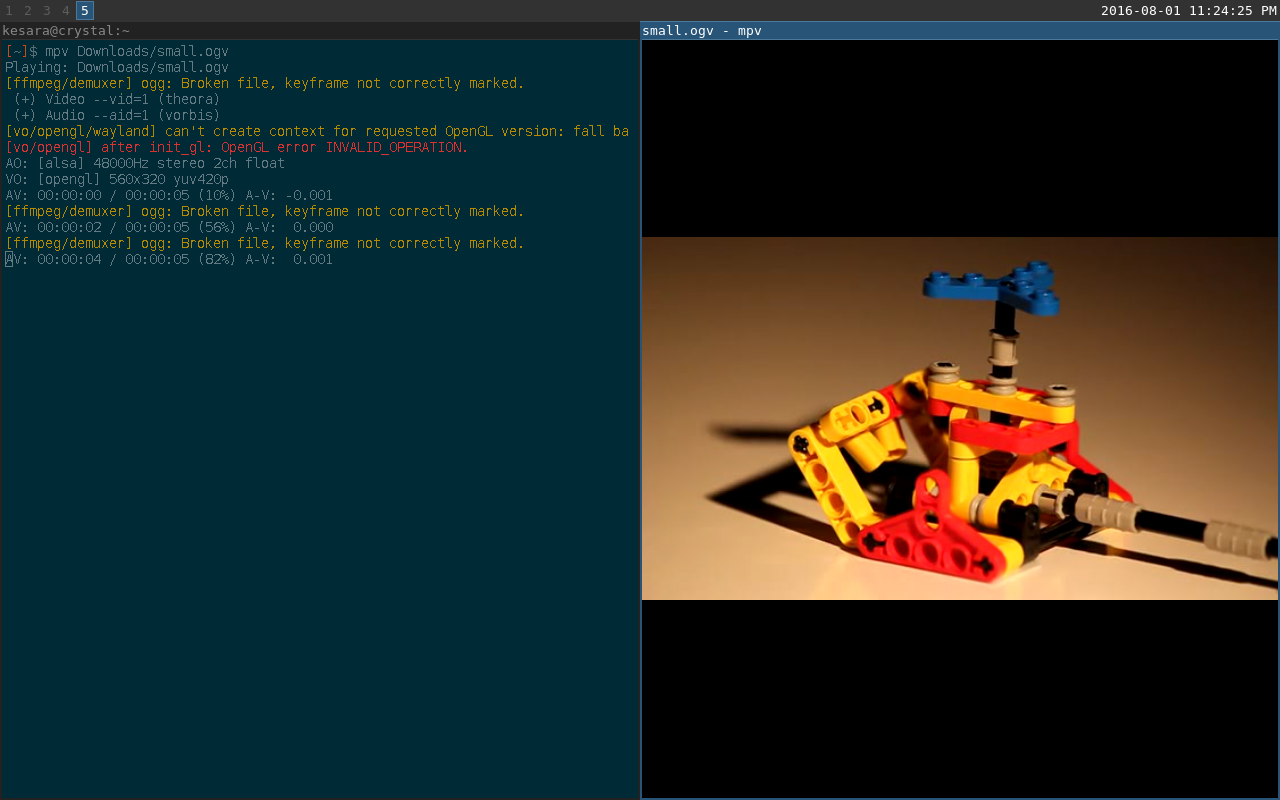 1 2 3 4 5
2016-08-01 11:24:25 PM
kesara@crystal:~
[~]$ mpv Downloads/small.ogv
Playing: Downloads/small.ogv
[ffmpeg/demuxer] ogg: Broken file, keyframe not correctly marked.
(+) Video --vid=1 (theora)
(+) Audio --aid=1 (vorbis)
[vo/opengl/wayland] can't create context for requested OpenGL version: fall ba
[vo/opengl] after init_gl: OpenGL error INVALID_OPERATION.
AO: [alsa] 48000Hz stereo 2ch float
VO: [opengl] 560x320 yuv420p
AV: 00:00:00 / 00:00:05 (10%) A-V: -0.001
[ffmpeg/demuxer] ogg: Broken file, keyframe not correctly marked.
AV: 00:00:02 / 00:00:05 (56%) A-V:  0.000
[ffmpeg/demuxer] ogg: Broken file, keyframe not correctly marked.
AV: 00:00:04 / 00:00:05 (82%) A-V:  0.001
small.ogv - mpv